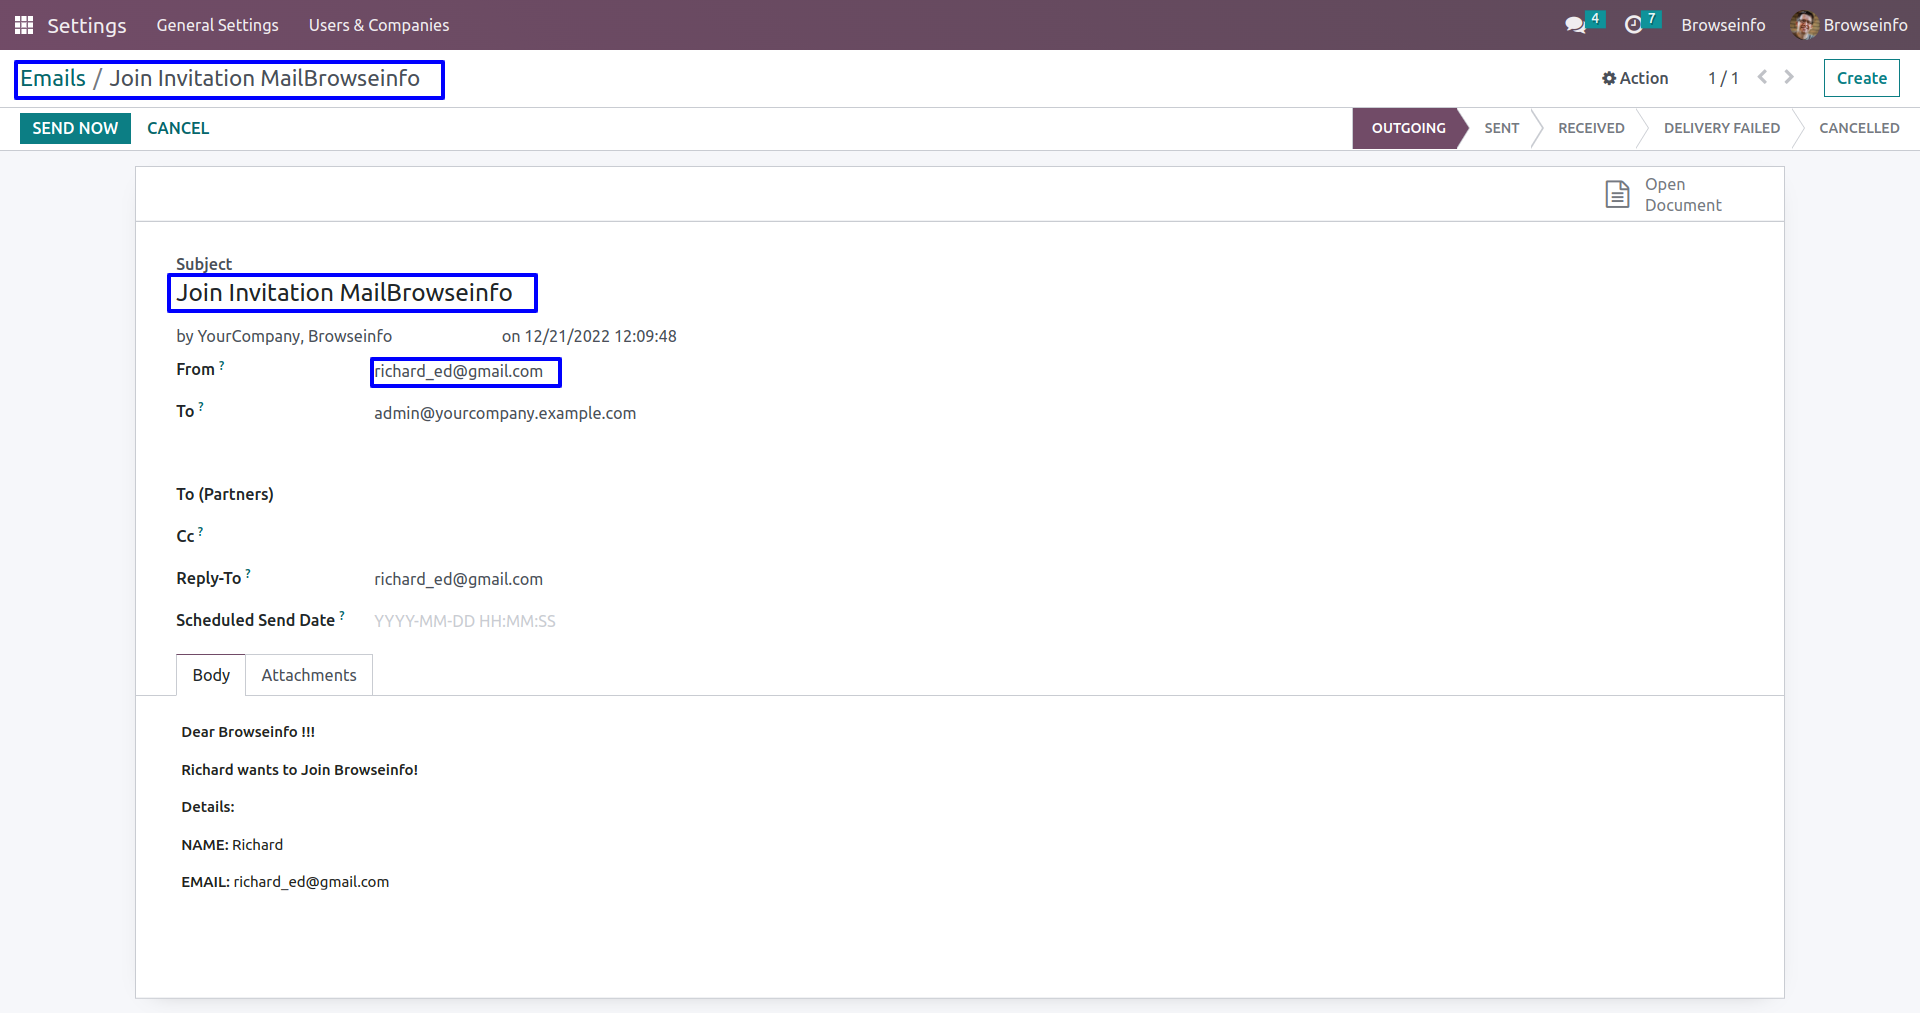 Settings General Settings Users & Companies 4 7 Browseinfo Browseinfo
Emails / Join Invitation MailBrowseinfo Action 1 / 1 Create
SEND NOW CANCEL OUTGOING SENT RECEIVED DELIVERY FAILED CANCELLED
Open
Document
Subject
Join Invitation MailBrowseinfo
by YourCompany, Browseinfo on 12/21/2022 12:09:48
From ? richard_ed@gmail.com
To ? admin@yourcompany.example.com
To (Partners)
Cc ?
Reply-To ? richard_ed@gmail.com
Scheduled Send Date ? YYYY-MM-DD HH:MM:SS
Body Attachments
Dear Browseinfo !!!
Richard wants to Join Browseinfo!
Details:
NAME: Richard
EMAIL: richard_ed@gmail.com